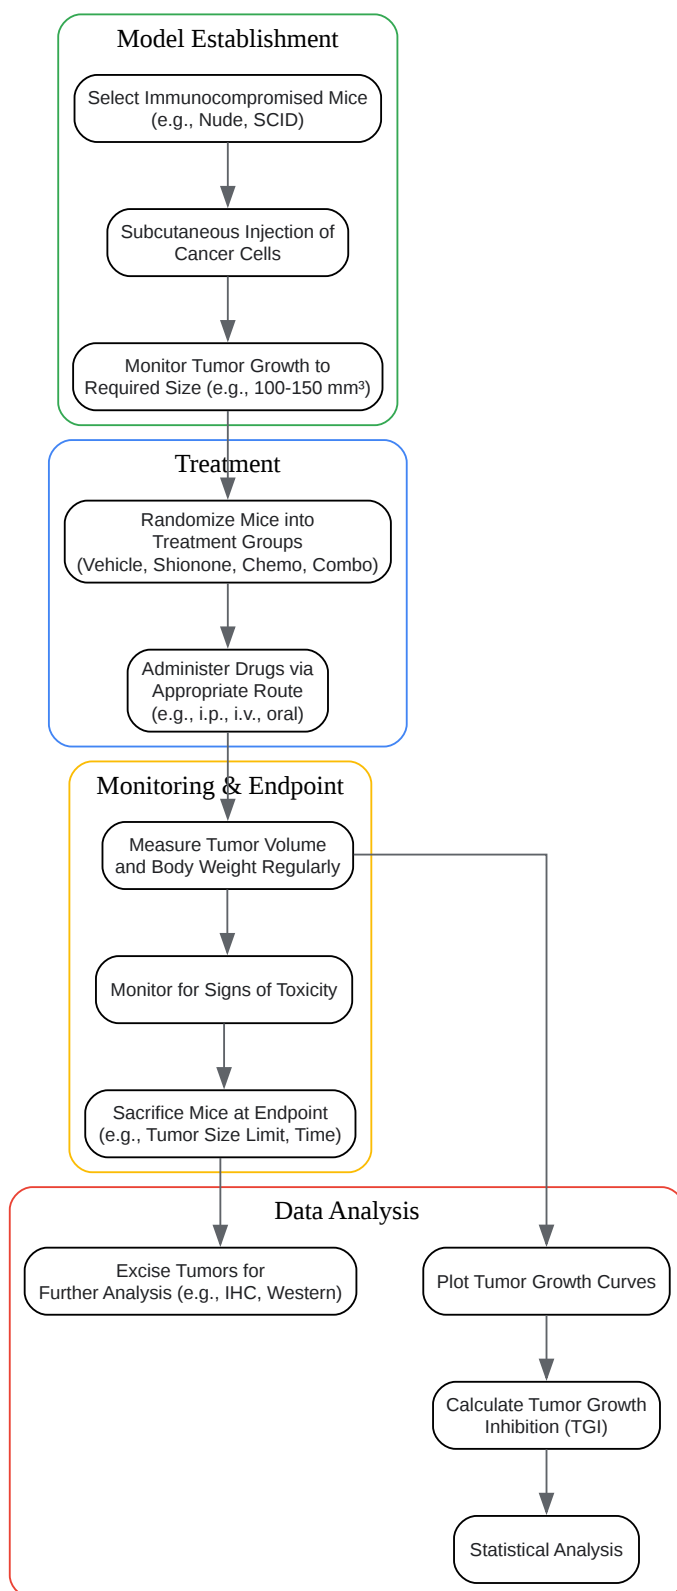 Model Establishment
Select Immunocompromised Mice
(e.g., Nude, SCID)
Subcutaneous Injection of
Cancer Cells
Monitor Tumor Growth to
Required Size (e.g., 100-150 mm³)
Treatment
Randomize Mice into
Treatment Groups
(Vehicle, Shionone, Chemo, Combo)
Administer Drugs via
Appropriate Route
(e.g., i.p., i.v., oral)
Monitoring & Endpoint
Measure Tumor Volume
and Body Weight Regularly
Monitor for Signs of Toxicity
Sacrifice Mice at Endpoint
(e.g., Tumor Size Limit, Time)
Data Analysis
Excise Tumors for
Further Analysis (e.g., IHC, Western)
Plot Tumor Growth Curves
Calculate Tumor Growth
Inhibition (TGI)
Statistical Analysis